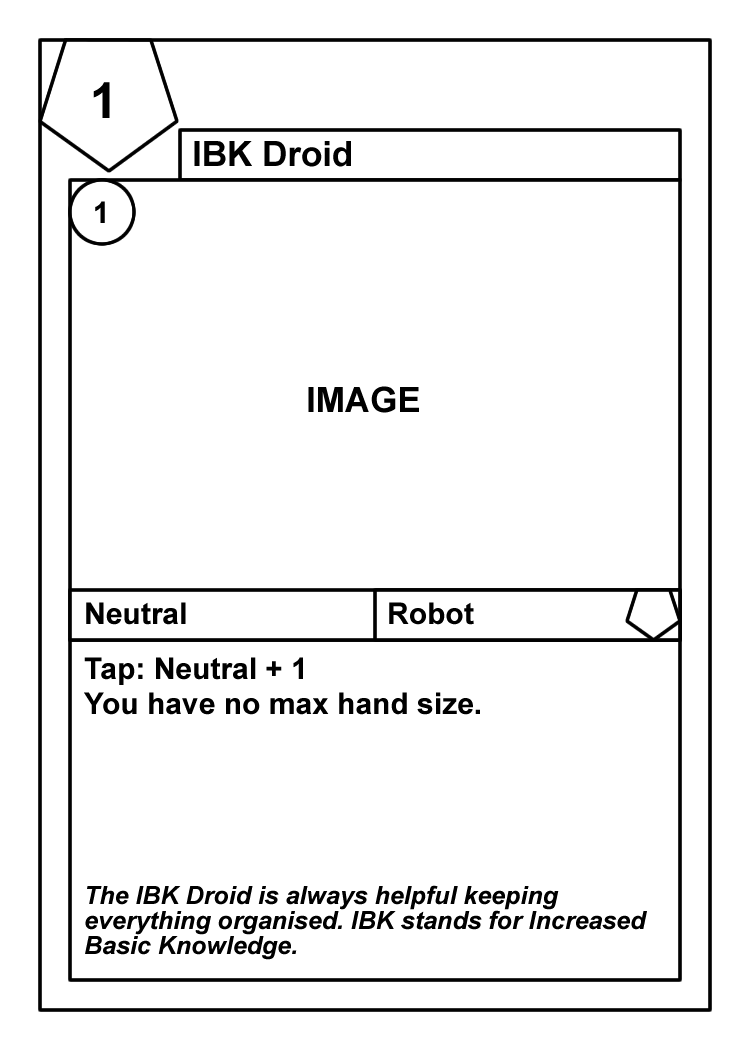 1
IBK Droid
1
IMAGE
Neutral
Robot
Tap: Neutral + 1
You have no max hand size.
The IBK Droid is always helpful keeping
everything organised. IBK stands for Increased
Basic Knowledge.